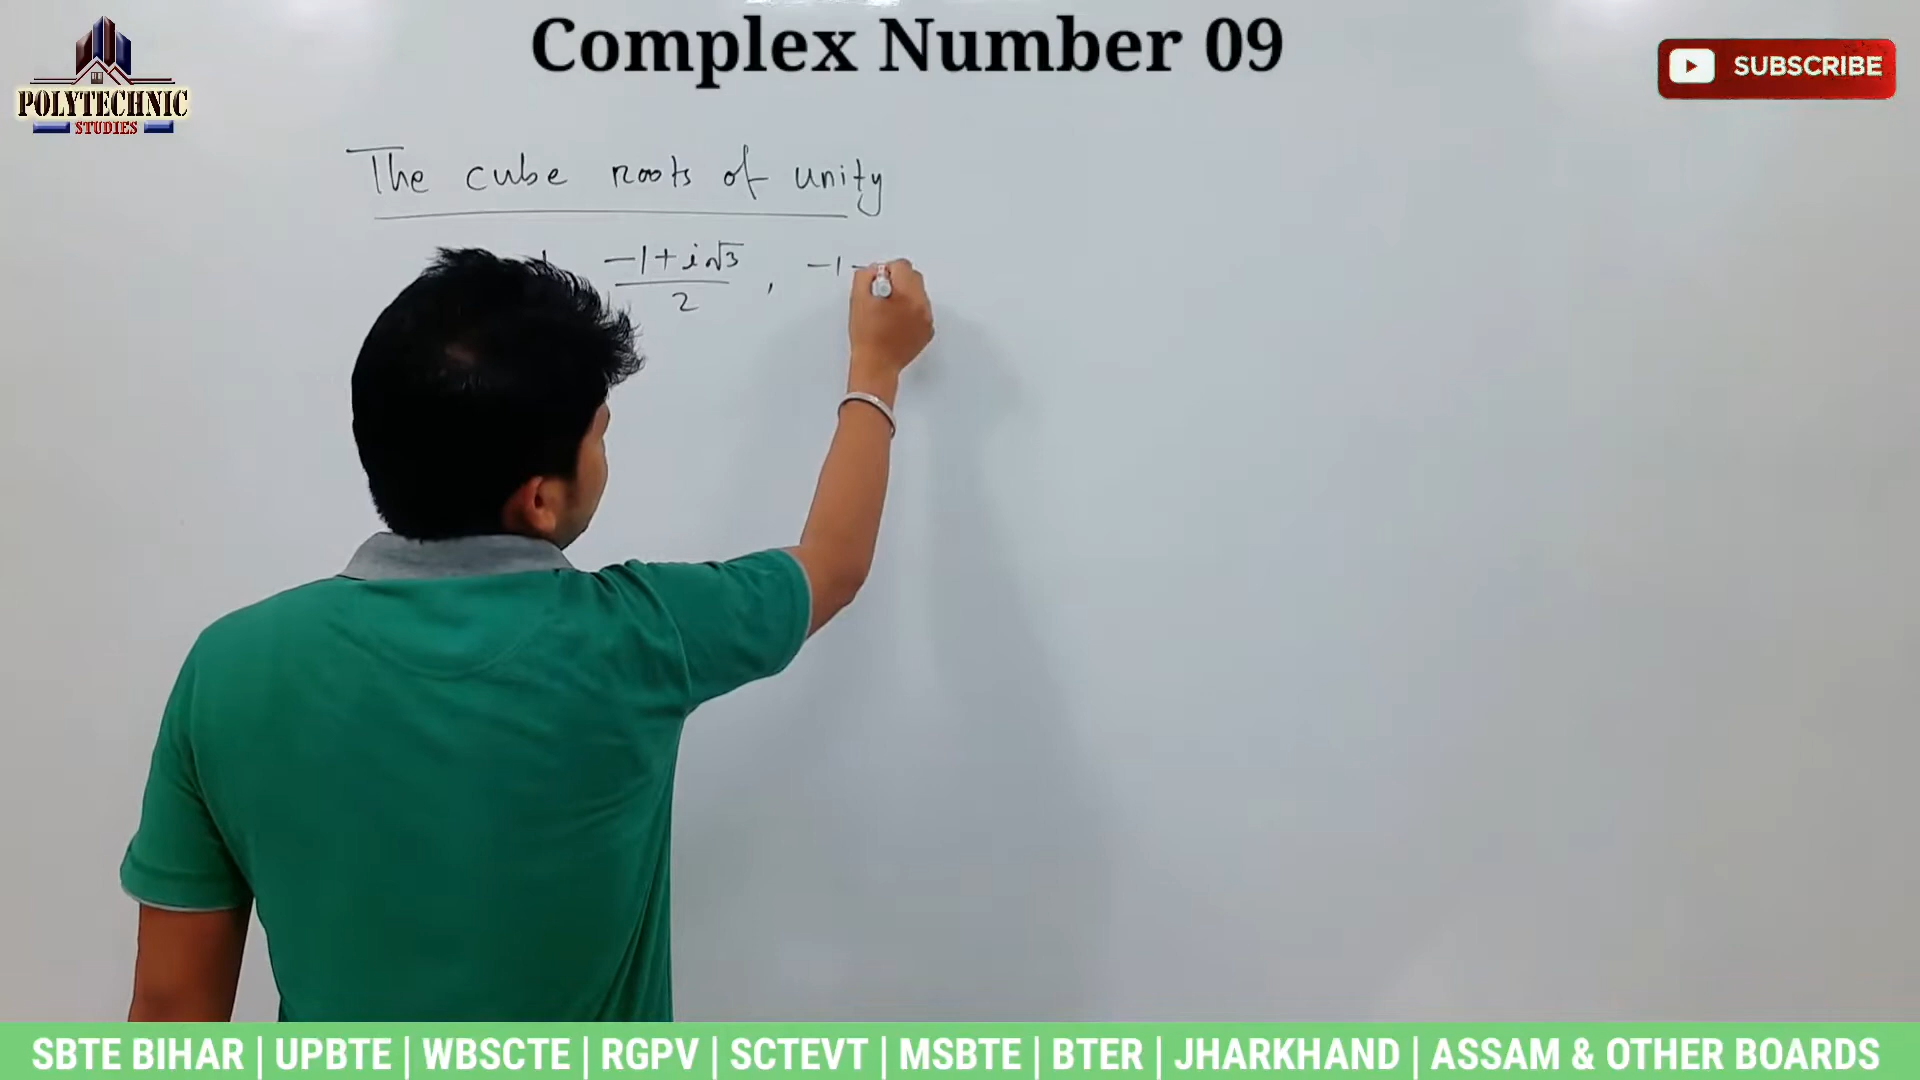 Complex Number 09
POLYTECHNIC
STUDIES
SUBSCRIBE
The cube roots of unity
1 (-1+i√3)/2 , -1-
SBTE BIHAR | UPBTE | WBSCTE | RGPV | SCTEVT | MSBTE | BTER | JHARKHAND | ASSAM & OTHER BOARDS